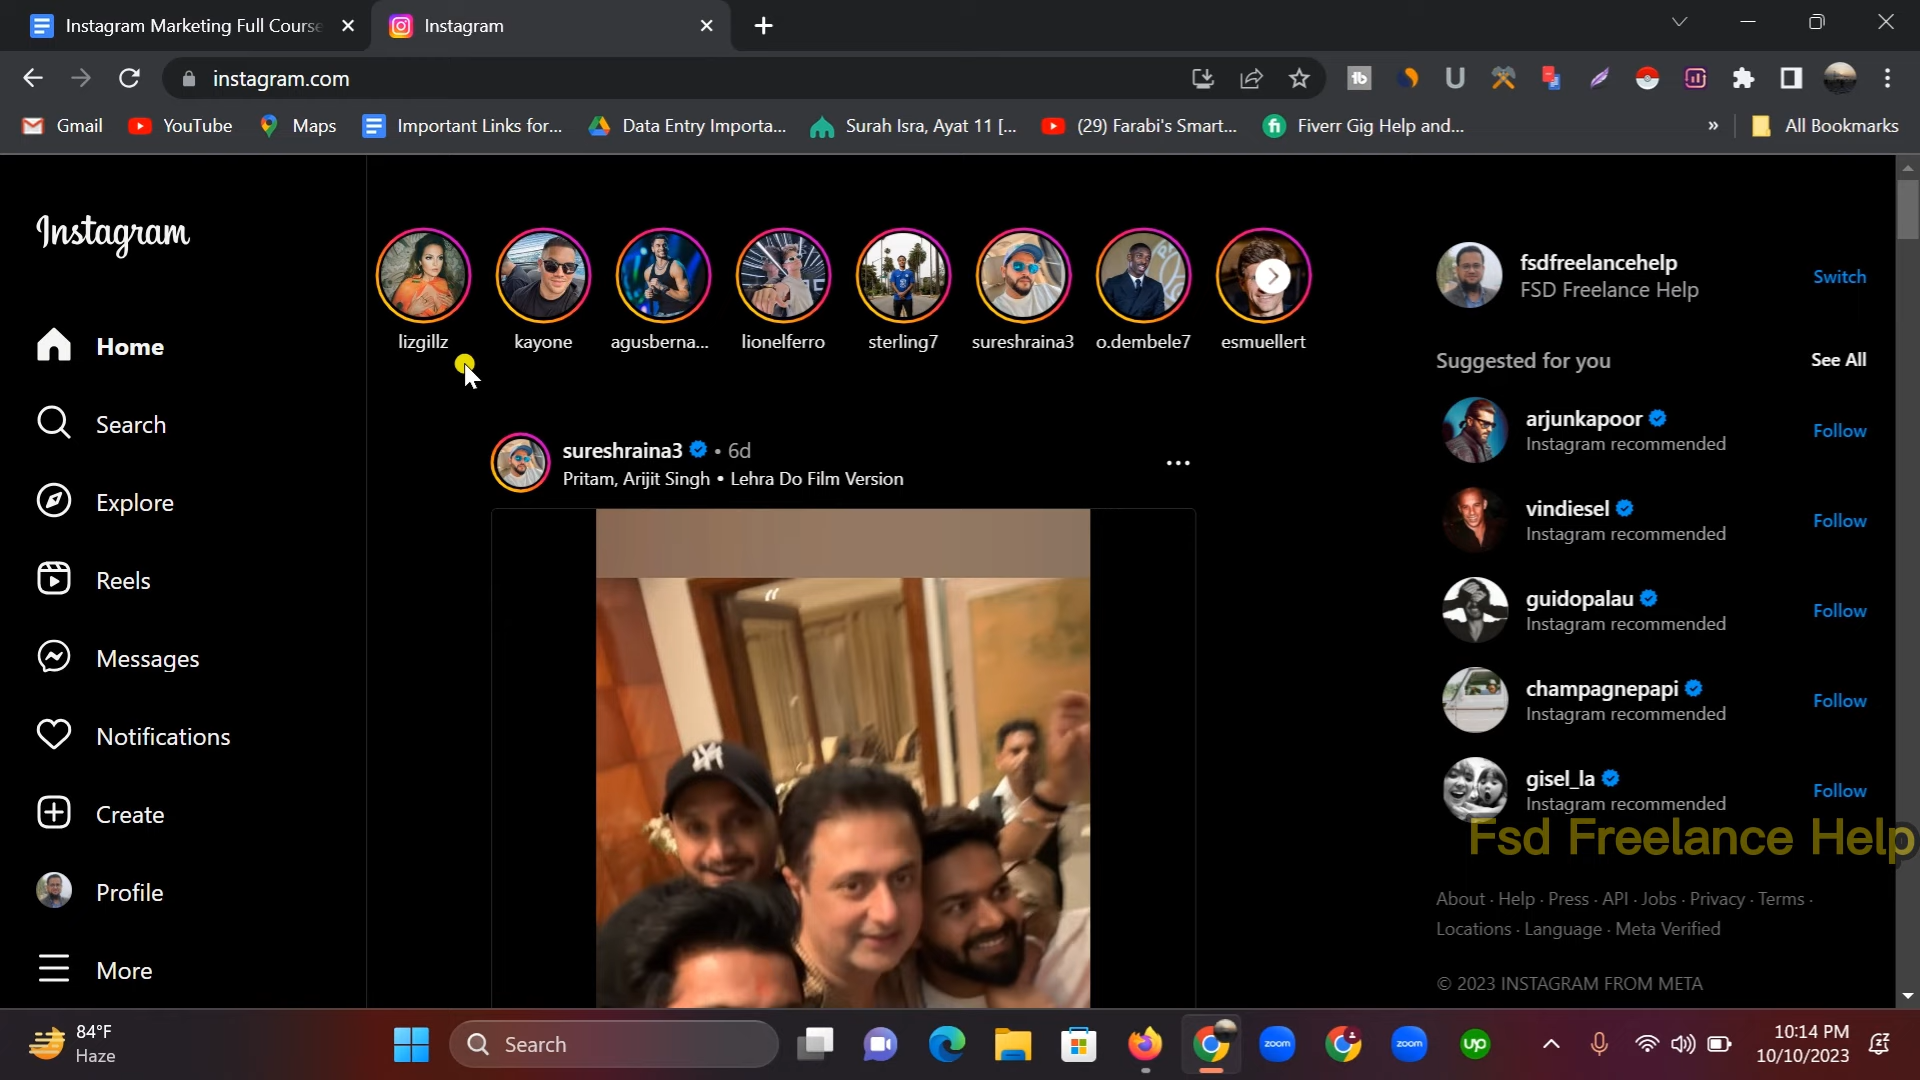 Instagram Marketing Full Course
Instagram
instagram.com
Gmail
YouTube
Maps
Important Links for...
Data Entry Importa...
Surah Isra, Ayat 11 [...
(29) Farabi's Smart...
Fiverr Gig Help and...
»
All Bookmarks
Instagram
Home
Search
Explore
Reels
Messages
Notifications
Create
Profile
More
lizgillz
kayone
agusberna...
lionelferro
sterling7
sureshraina3
o.dembele7
esmuellert
sureshraina3 • 6d
Pritam, Arijit Singh • Lehra Do Film Version
fsdfreelancehelp
FSD Freelance Help
Switch
Suggested for you
See All
arjunkapoor
Instagram recommended
Follow
vindiesel
Instagram recommended
Follow
guidopalau
Instagram recommended
Follow
champagnepapi
Instagram recommended
Follow
gisel_la
Instagram recommended
Follow
Fsd Freelance Help
About · Help · Press · API · Jobs · Privacy · Terms ·
Locations · Language · Meta Verified
© 2023 INSTAGRAM FROM META
84°F
Haze
Search
zoom
zoom
up
10:14 PM
10/10/2023